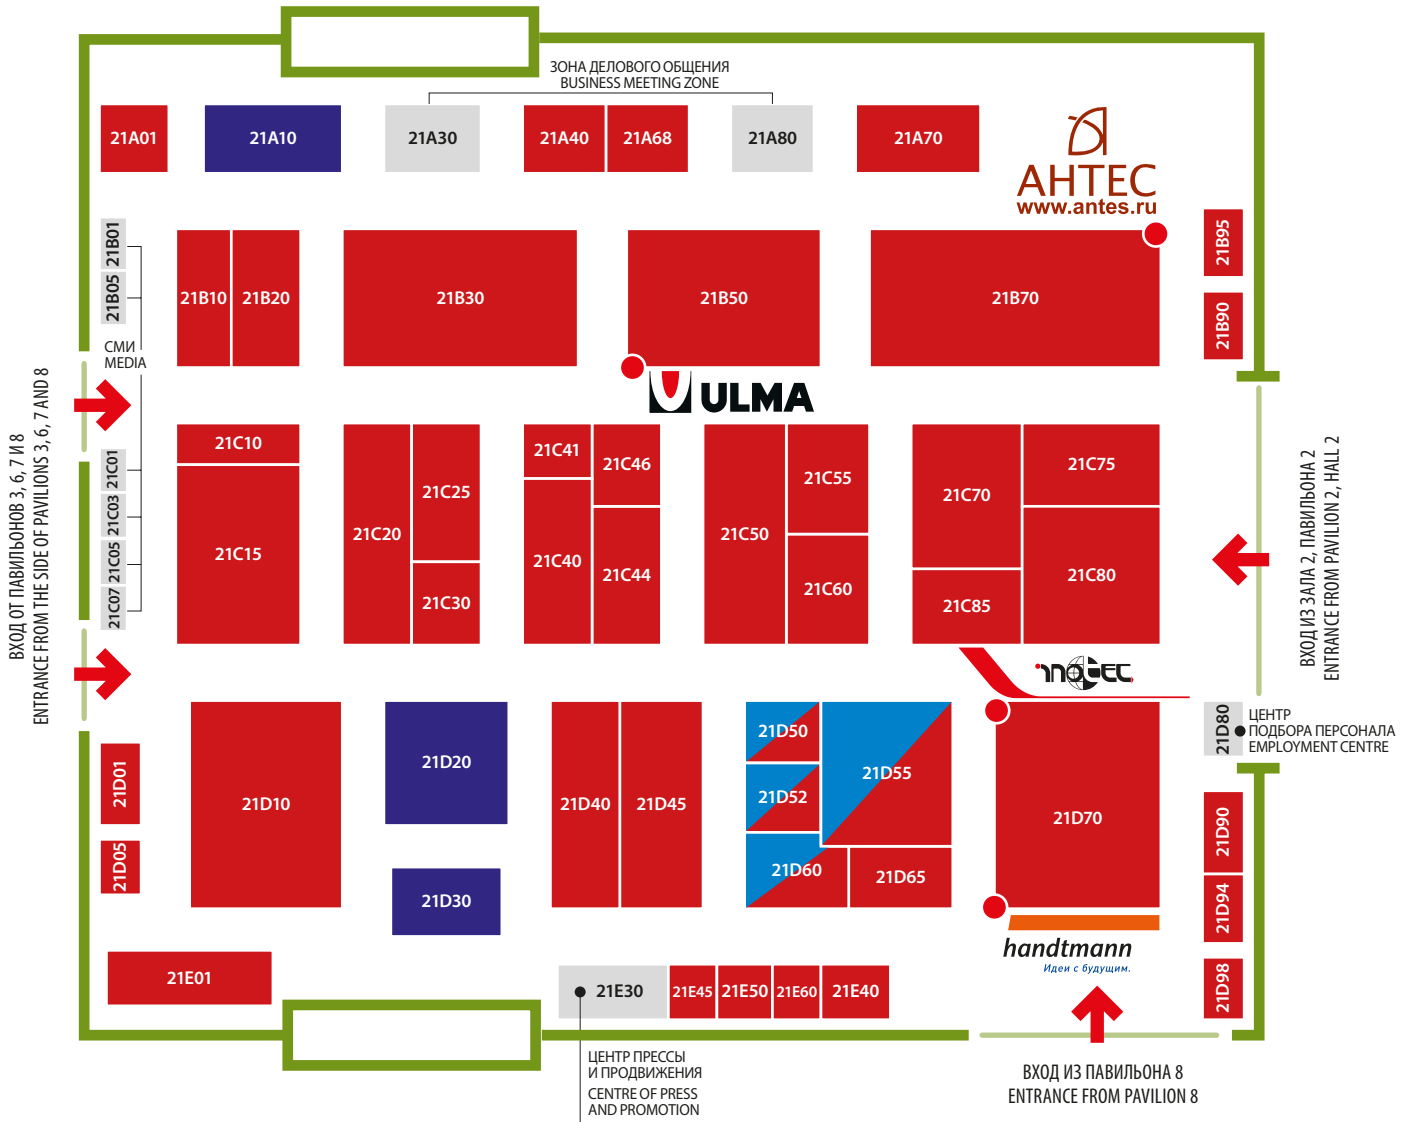 ЗОНА ДЕЛОВОГО ОБЩЕНИЯ
BUSINESS MEETING ZONE
21A01
21A10
21A30
21A40
21A68
21A80
21A70
АНТЕС
www.antes.ru
21B01
21B05
21B10
21B20
21B30
21B50
21B70
21B95
21B90
СМИ
MEDIA
ULMA
ВХОД ОТ ПАВИЛЬОНОВ 3, 6, 7 И 8
ENTRANCE FROM THE SIDE OF PAVILIONS 3, 6, 7 AND 8
21C01
21C03
21C05
21C07
21C10
21C15
21C20
21C25
21C30
21C41
21C46
21C40
21C44
21C50
21C55
21C60
21C70
21C75
21C80
21C85
ВХОД ИЗ ЗАЛА 2, ПАВИЛЬОНА 2
ENTRANCE FROM PAVILION 2, HALL 2
inotec
21D80
ЦЕНТР
ПОДБОРА ПЕРСОНАЛА
EMPLOYMENT CENTRE
21D01
21D05
21D10
21D20
21D30
21D40
21D45
21D50
21D52
21D55
21D60
21D65
21D70
21D90
21D94
21D98
handtmann
Идеи с будущим.
21E01
21E30
21E45
21E50
21E60
21E40
ЦЕНТР ПРЕССЫ
И ПРОДВИЖЕНИЯ
CENTRE OF PRESS
AND PROMOTION
ВХОД ИЗ ПАВИЛЬОНА 8
ENTRANCE FROM PAVILION 8